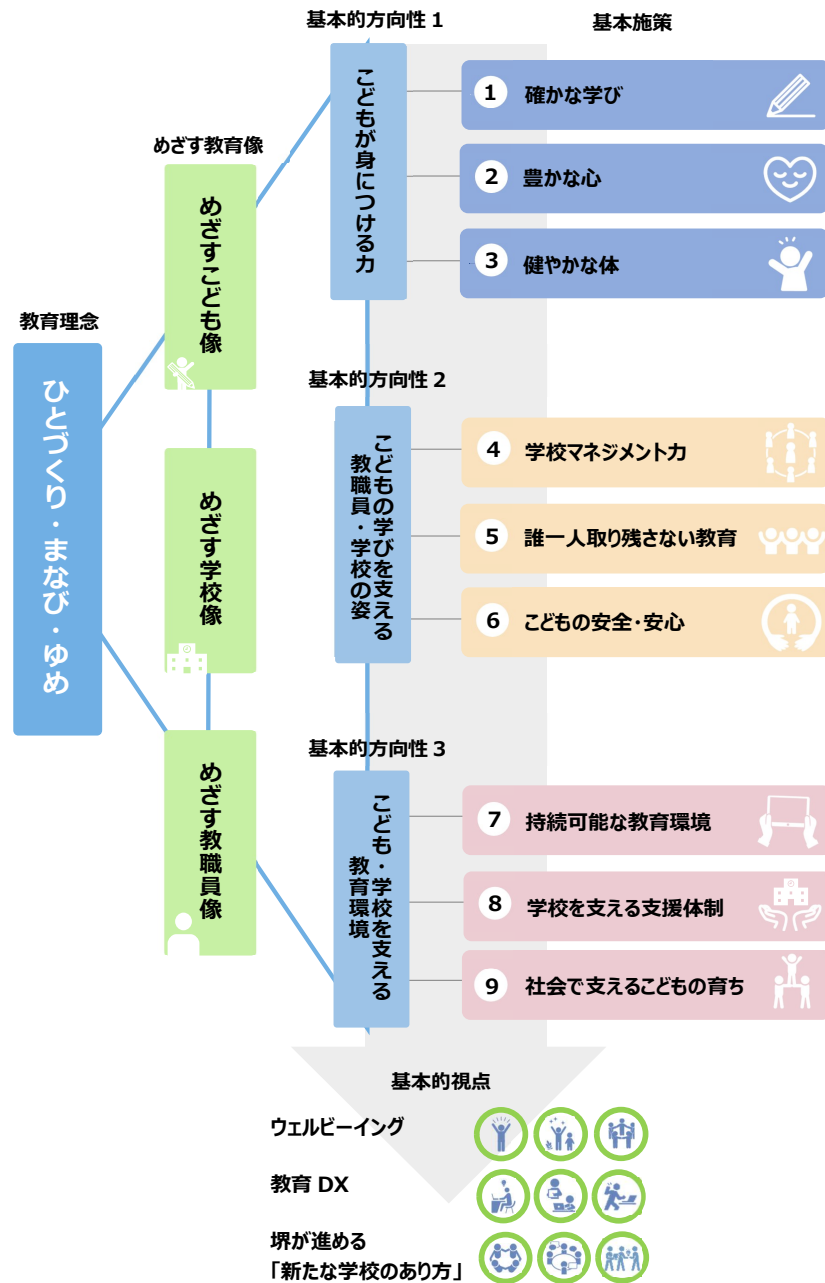 教育理念
ひとづくり・まなび・ゆめ
めざす教育像
めざすこども像
めざす学校像
めざす教職員像
基本的方向性1
こどもが身につける力
基本施策
1 確かな学び
2 豊かな心
3 健やかな体
基本的方向性2
こどもの学びを支える
教職員・学校の姿
4 学校マネジメント力
5 誰一人取り残さない教育
6 こどもの安全・安心
基本的方向性3
こども・学校を支える
教育環境
7 持続可能な教育環境
8 学校を支える支援体制
9 社会で支えるこどもの育ち
基本的視点
ウェルビーイング
教育 DX
堺が進める
「新たな学校のあり方」